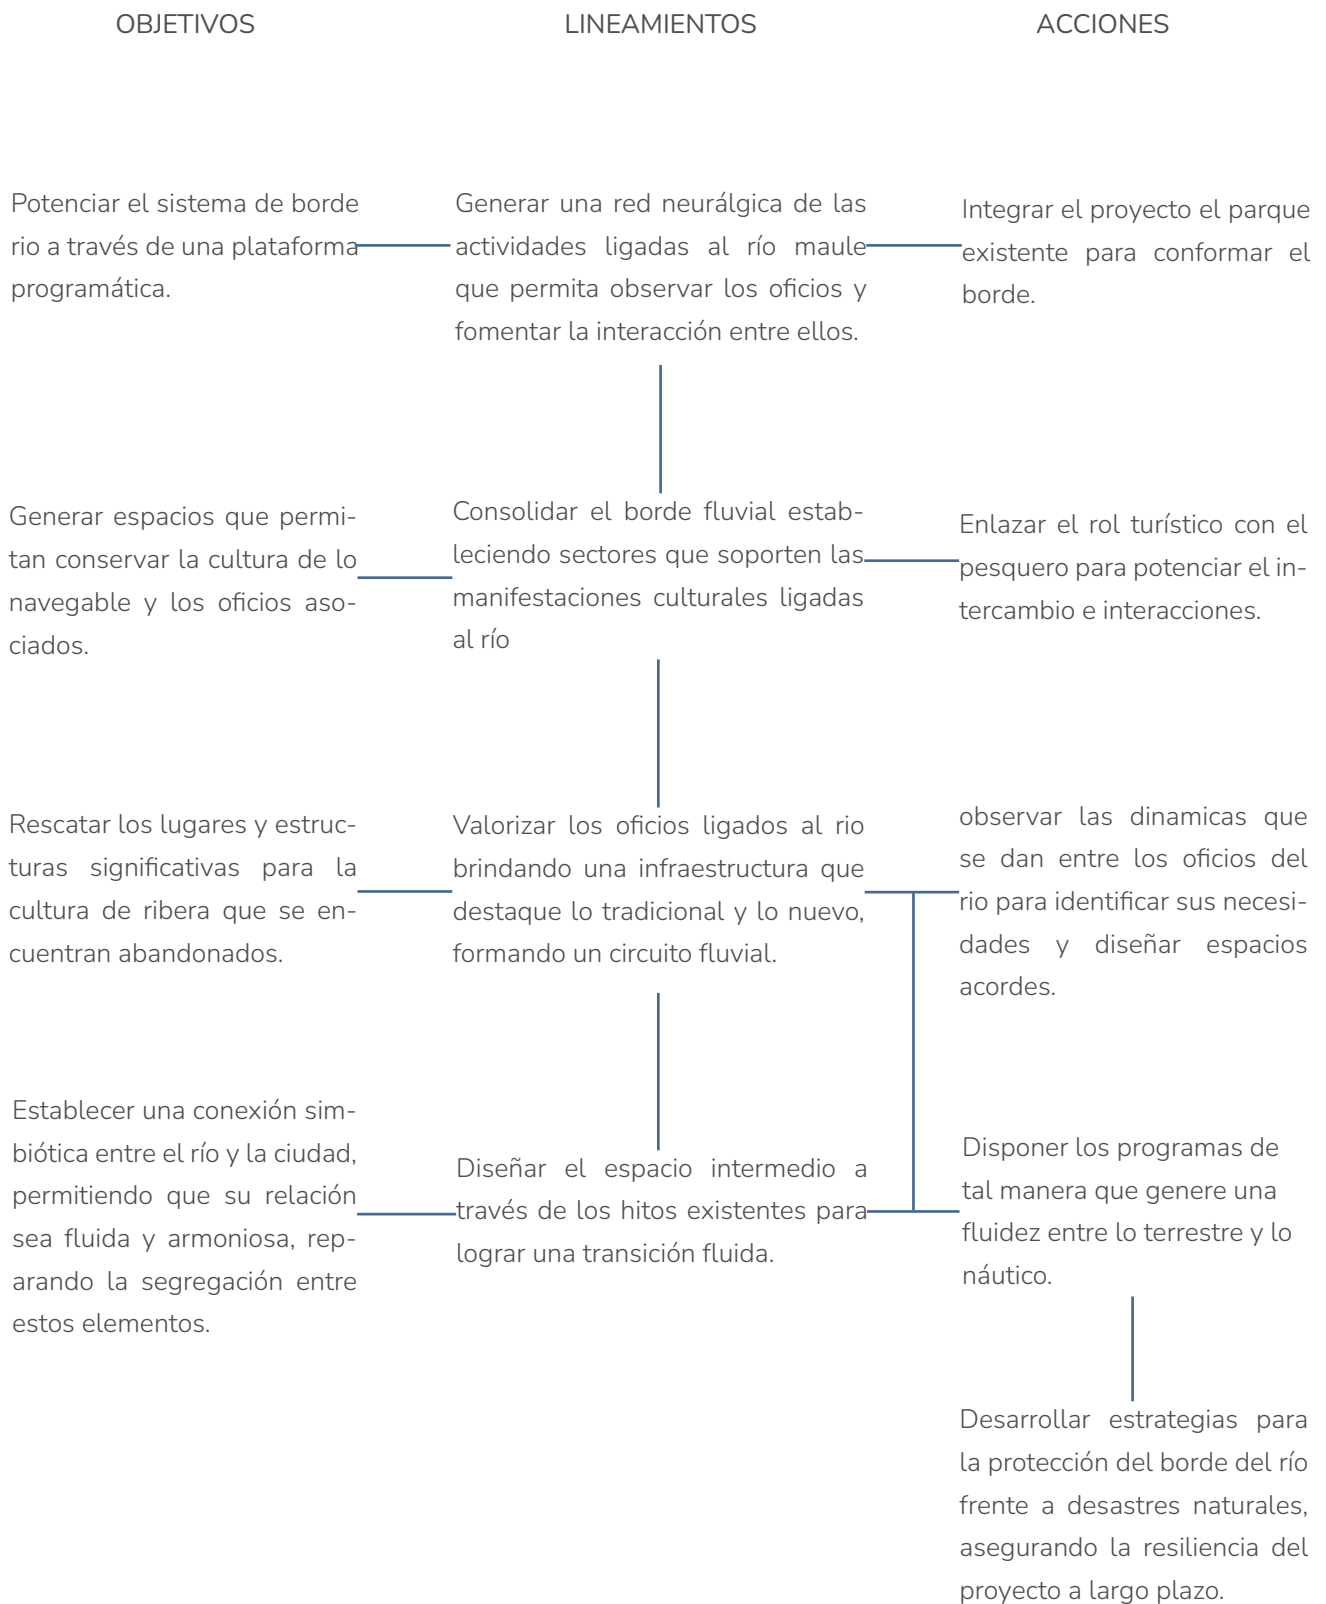 OBJETIVOS
LINEAMIENTOS
ACCIONES
Potenciar el sistema de borde
rio a través de una plataforma
programática.
Generar una red neurálgica de las
actividades ligadas al río maule
que permita observar los oficios y
fomentar la interacción entre ellos.
Integrar el proyecto el parque
existente para conformar el
borde.
Generar espacios que permi-
tan conservar la cultura de lo
navegable y los oficios aso-
ciados.
Consolidar el borde fluvial estab-
leciendo sectores que soporten las
manifestaciones culturales ligadas
al río
Enlazar el rol turístico con el
pesquero para potenciar el in-
tercambio e interacciones.
Rescatar los lugares y estruc-
turas significativas para la
cultura de ribera que se en-
cuentran abandonados.
Valorizar los oficios ligados al rio
brindando una infraestructura que
destaque lo tradicional y lo nuevo,
formando un circuito fluvial.
observar las dinamicas que
se dan entre los oficios del
rio para identificar sus necesi-
dades y diseñar espacios
acordes.
Establecer una conexión sim-
biótica entre el río y la ciudad,
permitiendo que su relación
sea fluida y armoniosa, rep-
arando la segregación entre
estos elementos.
Diseñar el espacio intermedio a
través de los hitos existentes para
lograr una transición fluida.
Disponer los programas de
tal manera que genere una
fluidez entre lo terrestre y lo
náutico.
Desarrollar estrategias para
la protección del borde del río
frente a desastres naturales,
asegurando la resiliencia del
proyecto a largo plazo.